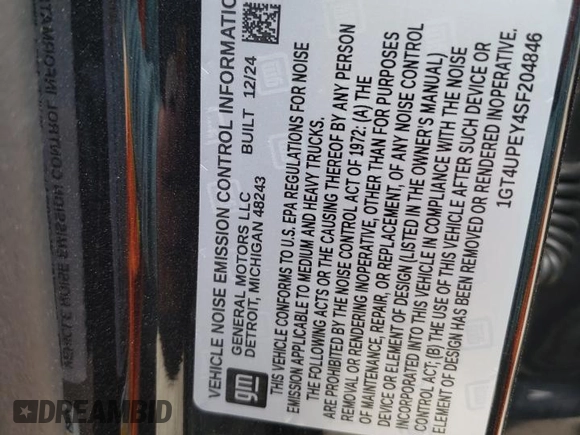 VEHICLE NOISE EMISSION CONTROL INFORMATION
gm
GENERAL MOTORS LLC BUILT 12/24
DETROIT, MICHIGAN 48243
THIS VEHICLE CONFORMS TO U.S. EPA REGULATIONS FOR NOISE
EMISSION APPLICABLE TO MEDIUM AND HEAVY TRUCKS.
THE FOLLOWING ACTS OR THE CAUSING THEREOF BY ANY PERSON
ARE PROHIBITED BY THE NOISE CONTROL ACT OF 1972: (A) THE
REMOVAL OR RENDERING INOPERATIVE, OTHER THAN FOR PURPOSES
OF MAINTENANCE, REPAIR, OR REPLACEMENT, OF ANY NOISE CONTROL
DEVICE OR ELEMENT OF DESIGN (LISTED IN THE OWNER'S MANUAL)
INCORPORATED INTO THIS VEHICLE IN COMPLIANCE WITH THE NOISE
CONTROL ACT; (B) THE USE OF THIS VEHICLE AFTER SUCH DEVICE OR
ELEMENT OF DESIGN HAS BEEN REMOVED OR RENDERED INOPERATIVE.
1GT4UPEY4SF204846
DREAMBID